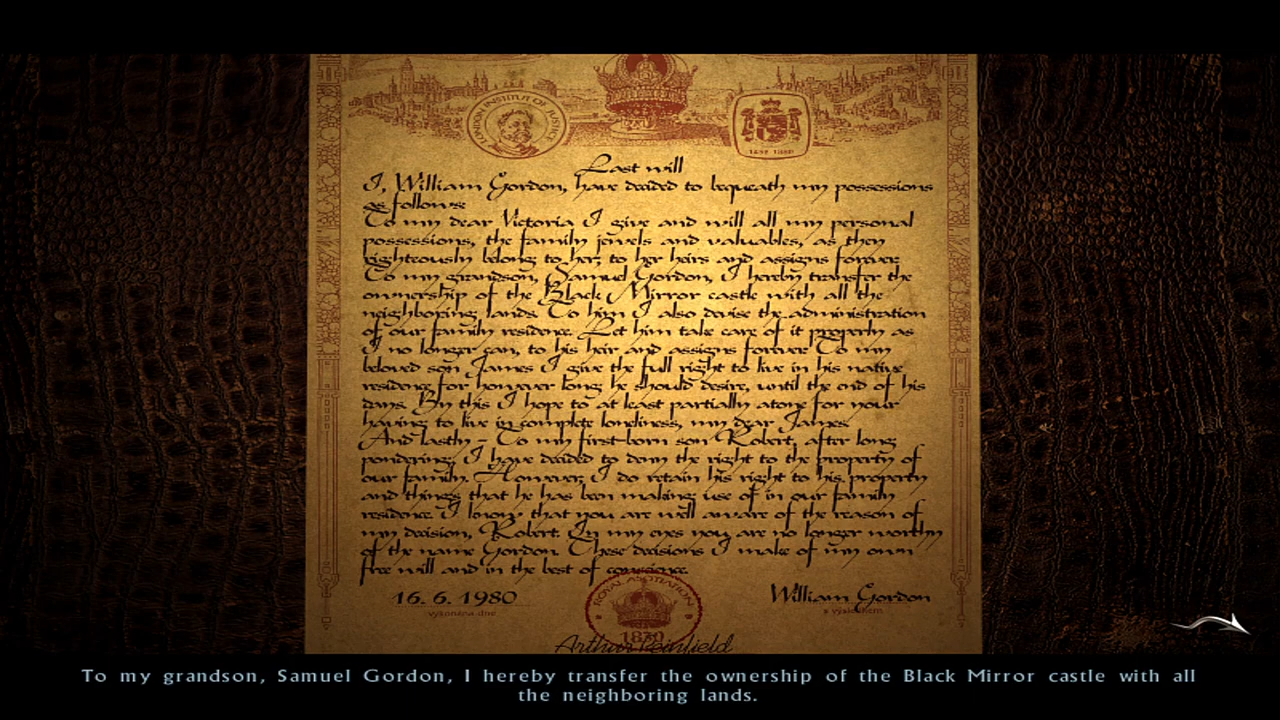 LONDON INSTITUT OF JUSTICE
Last will
I, William Gordon, have decided to bequeath my possessions
as follows:
To my dear Victoria I give and will all my personal
possessions, the family jewels and valuables, as they
righteously belong to her, to her heirs and assigns forever.
To my grandson, Samuel Gordon, I hereby transfer the
ownership of the Black Mirror castle with all the
neighboring lands. To him I also devise the administration
of our family residence. Let him take care of it properly as
I no longer can, to his heir and assigns forever. To my
beloved son James I give the full right to live in his native
residence for however long he should desire, until the end of his
days. By this I hope to at least partially atone for your
having to live in complete loneliness, my dear James.
And lastly - To my first-born son Robert, after long
pondering, I have decided to deny the right to the property of
our family. However, I do retain his right to his property
and things that he has been making use of in our family
residence. I know that you are well aware of the reason of
my decision, Robert. In my eyes you are no longer worthy
of the name Gordon. These decisions I make of my own
free will and in the best of conscience.
16. 6. 1980
William Gordon
vykonéno dne
ROYAL ASOTIATION
1830
Arthur Reinfield
To my grandson, Samuel Gordon, I hereby transfer the ownership of the Black Mirror castle with all
the neighboring lands.